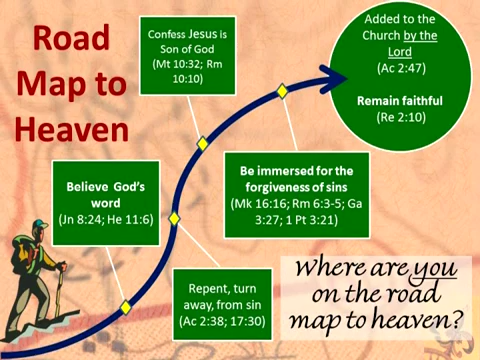 Road
Map to
Heaven
Confess Jesus is
Son of God
(Mt 10:32; Rm
10:10)
Added to the
Church by the
Lord
(Ac 2:47)
Remain faithful
(Re 2:10)
Believe God's
word
(Jn 8:24; He 11:6)
Be immersed for the
forgiveness of sins
(Mk 16:16; Rm 6:3-5; Ga
3:27; 1 Pt 3:21)
Repent, turn
away, from sin
(Ac 2:38; 17:30)
Where are you
on the road
map to heaven?